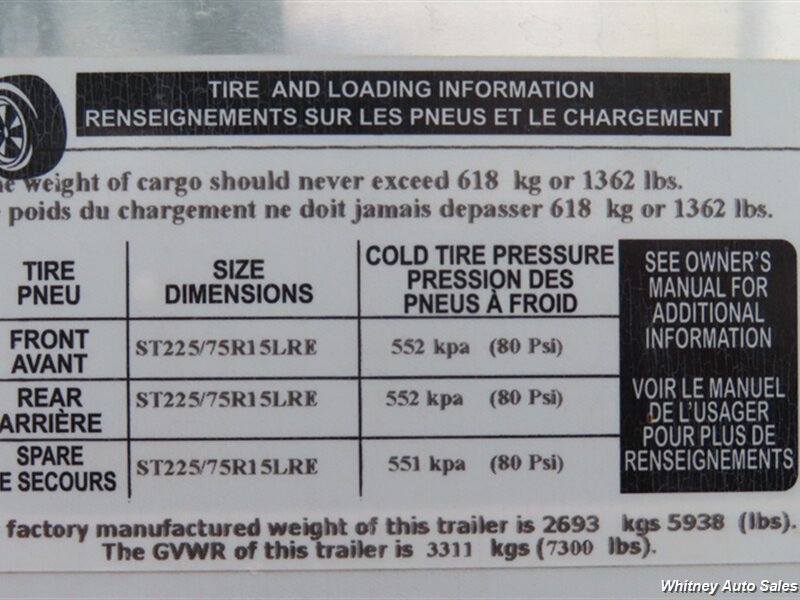 TIRE AND LOADING INFORMATION
RENSEIGNEMENTS SUR LES PNEUS ET LE CHARGEMENT
weight of cargo should never exceed 618 kg or 1362 lbs.
poids du chargement ne doit jamais depasser 618 kg or 1362 lbs.
TIRE
PNEU
SIZE
DIMENSIONS
COLD TIRE PRESSURE
PRESSION DES
PNEUS À FROID
FRONT
AVANT
ST225/75R15LRE
552 kpa (80 Psi)
REAR
ARRIÈRE
ST225/75R15LRE
552 kpa (80 Psi)
SPARE
DE SECOURS
ST225/75R15LRE
551 kpa (80 Psi)
SEE OWNER'S
MANUAL FOR
ADDITIONAL
INFORMATION
VOIR LE MANUEL
DE L'USAGER
POUR PLUS DE
RENSEIGNEMENTS
factory manufactured weight of this trailer is 2693 kgs 5938 (lbs).
The GVWR of this trailer is 3311 kgs (7300 lbs).
Whitney Auto Sales